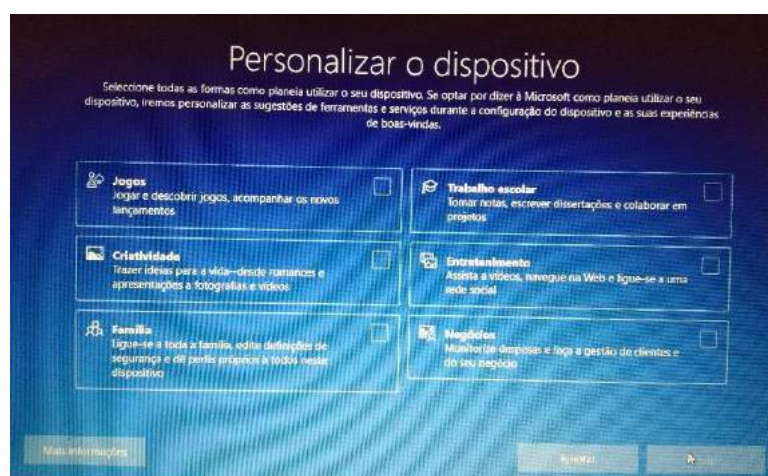 Personalizar o dispositivo
Seleccione todas as formas como planeia utilizar o seu dispositivo. Se optar por dizer à Microsoft como planeia utilizar o seu
dispositivo, iremos personalizar as sugestões de ferramentas e serviços durante a configuração do dispositivo e as suas experiências
de boas-vindas.
Jogos
Jogar e descobrir jogos, acompanhar os novos
lançamentos
Trabalho escolar
Tomar notas, escrever dissertações e colaborar em
projetos
Criatividade
Trazer ideias para a vida—desde romances e
apresentações a fotografias e vídeos
Entretenimento
Assista a vídeos, navegue na Web e ligue-se a uma
rede social
Família
Ligue-se a toda a família, edite definições de
segurança e dê perfis próprios a todos neste
dispositivo
Negócios
Monitorize despesas e faça a gestão de clientes e
do seu negócio
Mais informações
Ignorar